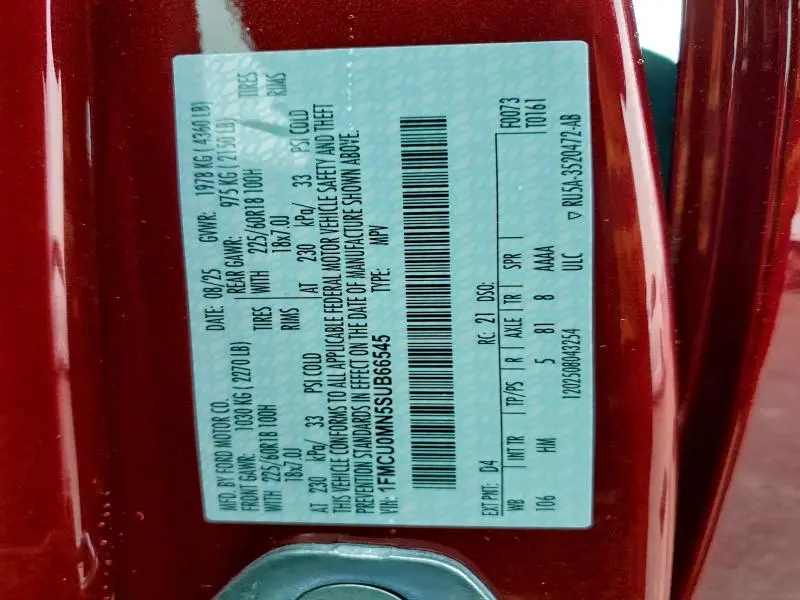 MFD. BY FORD MOTOR CO.
DATE: 08/25 GVWR: 1978 KG ( 4360 LB)
FRONT GAWR: 1030 KG ( 2270 LB) REAR GAWR: 975 KG ( 2150 LB)
WITH 225/60R18 100H TIRES WITH 225/60R18 100H TIRES
18x7.0J RIMS 18x7.0J RIMS
AT 230 kPa/ 33 PSI COLD AT 230 kPa/ 33 PSI COLD
THIS VEHICLE CONFORMS TO ALL APPLICABLE FEDERAL MOTOR VEHICLE SAFETY AND THEFT
PREVENTION STANDARDS IN EFFECT ON THE DATE OF MANUFACTURE SHOWN ABOVE.
VIN: 1FMCU0MN5SUB66545 TYPE: MPV
F0073
EXT PNT: D4 RC: 21 DSO: T0161
WB INT TR TP/PS R AXLE TR SPR
106 HM 5 81 8 AAAA
1202508043254 ULC ▽ RU5A-3520472-AB